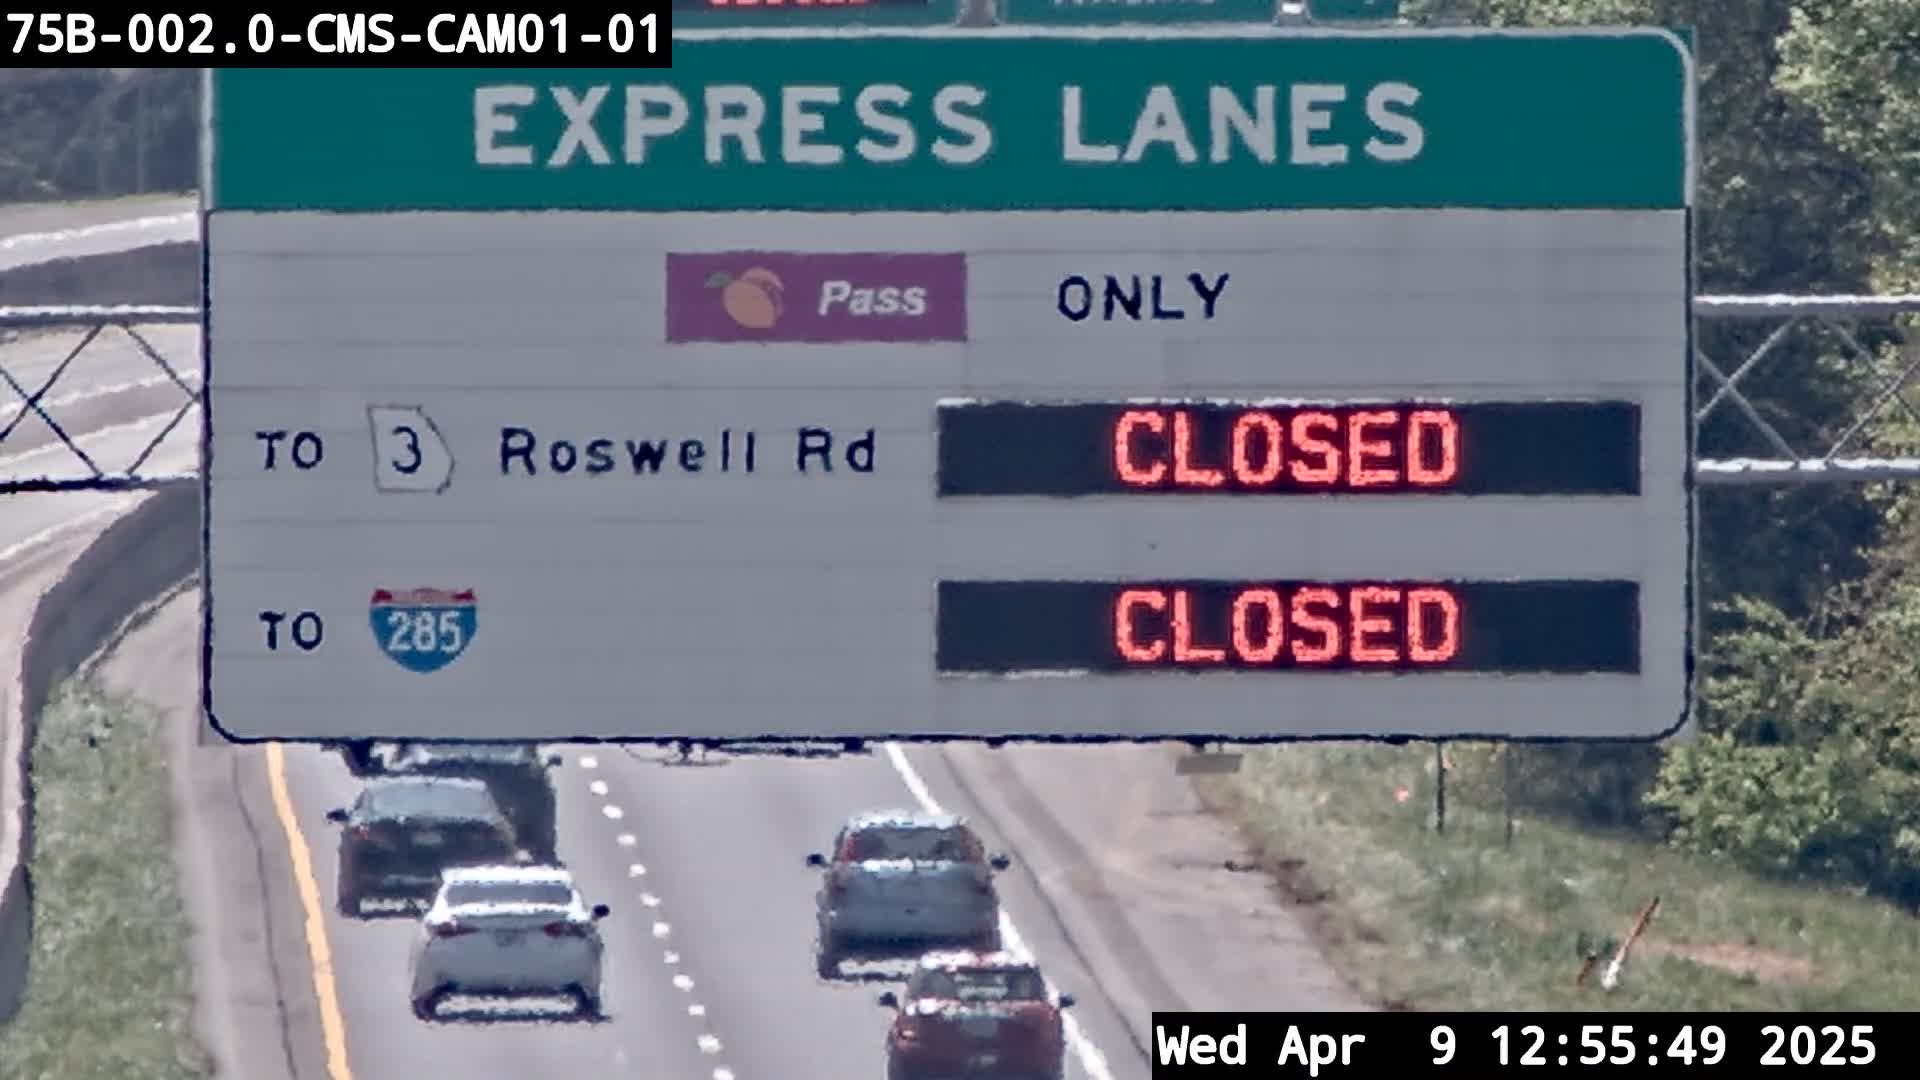 75B-002.0-CMS-CAM01-01
EXPRESS LANES
Pass ONLY
TO 3 Roswell Rd CLOSED
TO 285 CLOSED
Wed Apr 9 12:55:49 2025